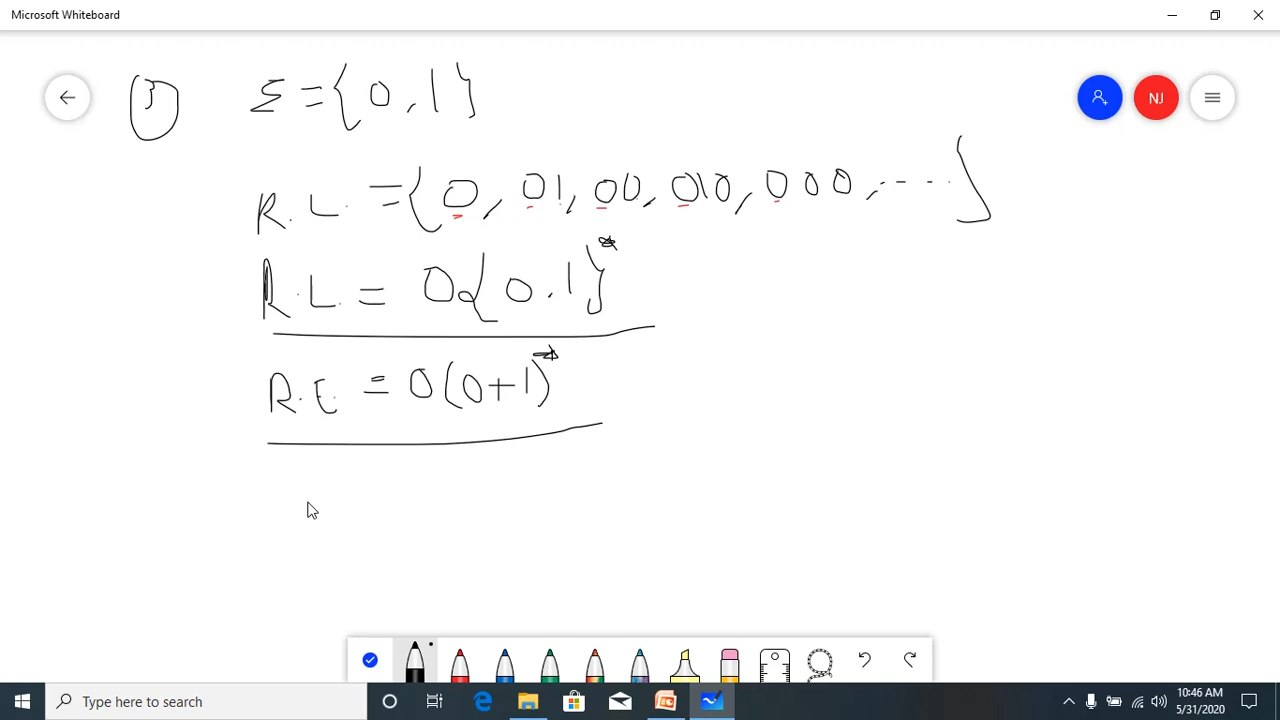 Microsoft Whiteboard
Σ = {0, 1}
NJ
R.L. = {0, 01, 00, 010, 000, ---- }
R.L. = 0{0.1}*
R.E = 0(0+1)*
Type here to search
10:46 AM
5/31/2020